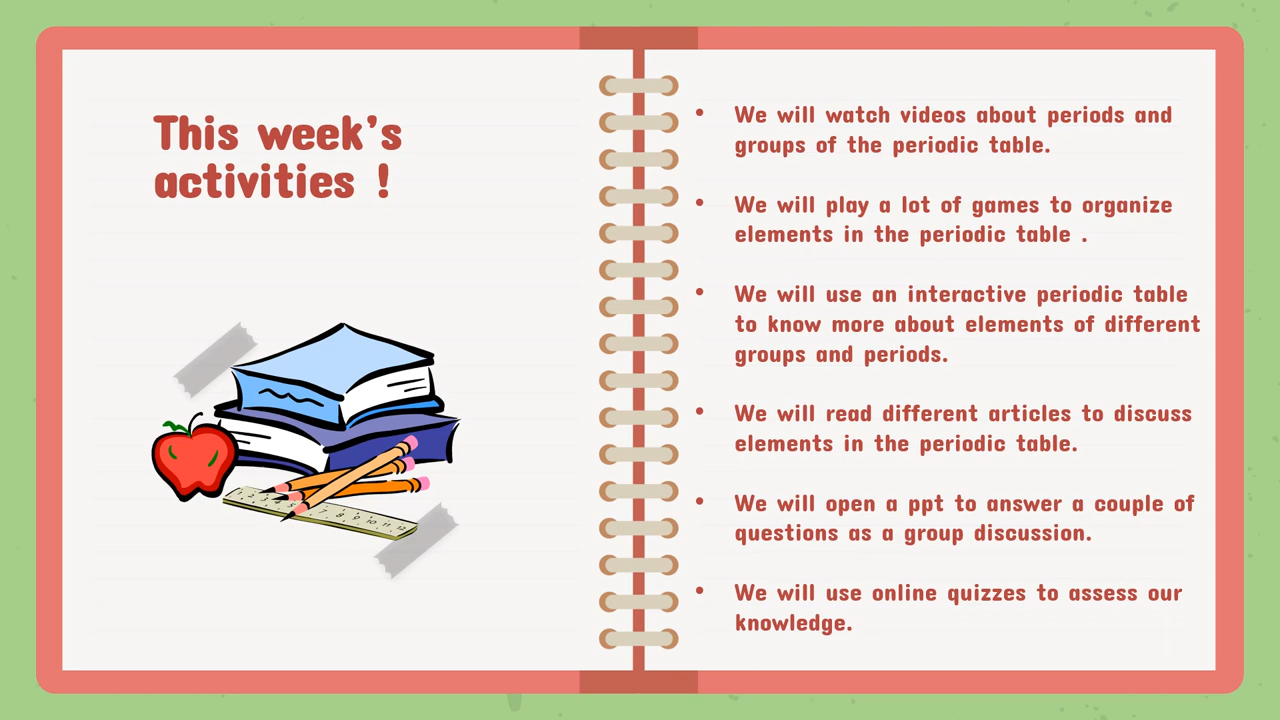 This week's
activities !
• We will watch videos about periods and
groups of the periodic table.
• We will play a lot of games to organize
elements in the periodic table .
• We will use an interactive periodic table
to know more about elements of different
groups and periods.
• We will read different articles to discuss
elements in the periodic table.
• We will open a ppt to answer a couple of
questions as a group discussion.
• We will use online quizzes to assess our
knowledge.